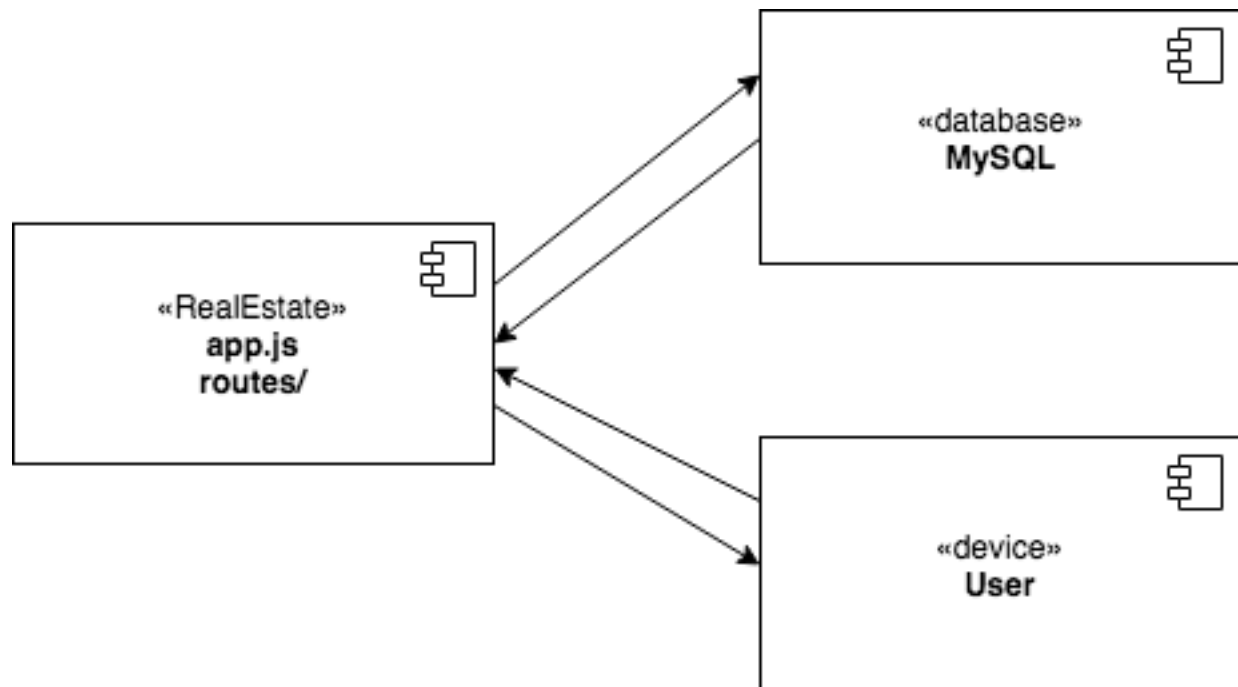 «database»
MySQL
«RealEstate»
app.js
routes/
«device»
User